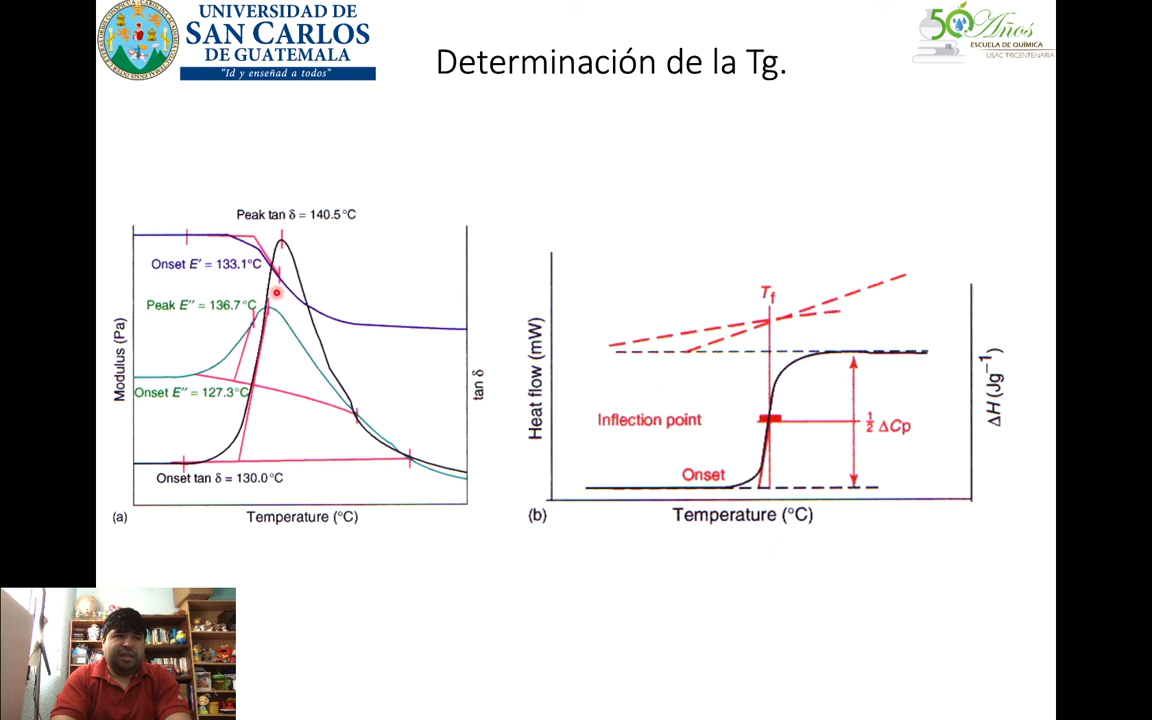 UNIVERSIDAD DE
SAN CARLOS
DE GUATEMALA
"Id y enseñad a todos"
50 Años
ESCUELA DE QUÍMICA
USAC TRICENTENARIA
Determinación de la Tg.
Peak tan δ = 140.5°C
Onset E' = 133.1°C
Peak E'' = 136.7°C
Onset E'' = 127.3°C
Onset tan δ = 130.0°C
Modulus (Pa)
tan δ
(a)
Temperature (°C)
Tf
Heat flow (mW)
Inflection point
½ ΔCp
Onset
ΔH (Jg⁻¹)
(b)
Temperature (°C)